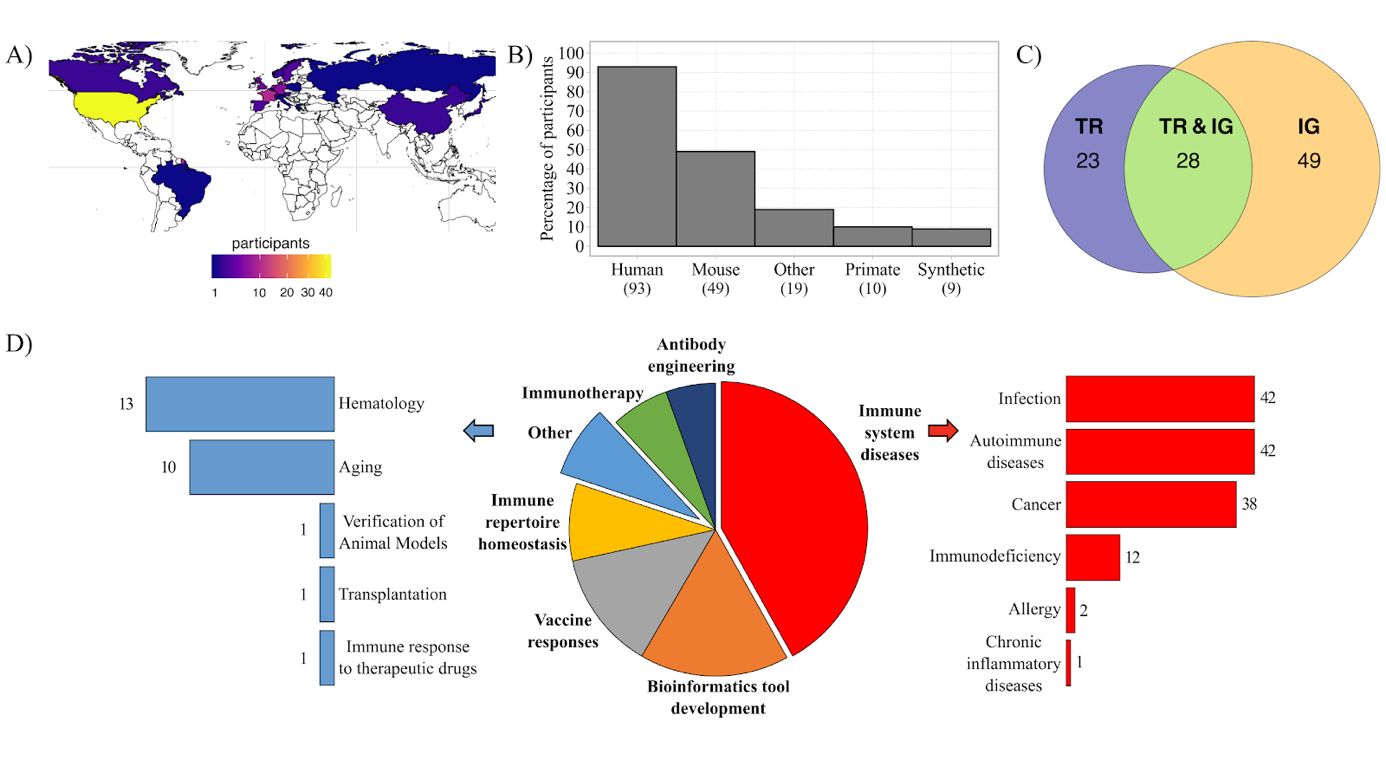 A)
participants
1 10 20 30 40
B)
Percentage of participants
100
90
80
70
60
50
40
30
20
10
0
Human Mouse Other Primate Synthetic
(93) (49) (19) (10) (9)
C)
TR TR & IG IG
23 28 49
D)
13 Hematology
10 Aging
1 Verification of
Animal Models
1 Transplantation
1 Immune response
to therapeutic drugs
Antibody
engineering
Immunotherapy
Other
Immune
repertoire
homeostasis
Vaccine
responses
Bioinformatics tool
development
Immune
system
diseases
Infection 42
Autoimmune
diseases 42
Cancer 38
Immunodeficiency 12
Allergy 2
Chronic
inflammatory 1
diseases